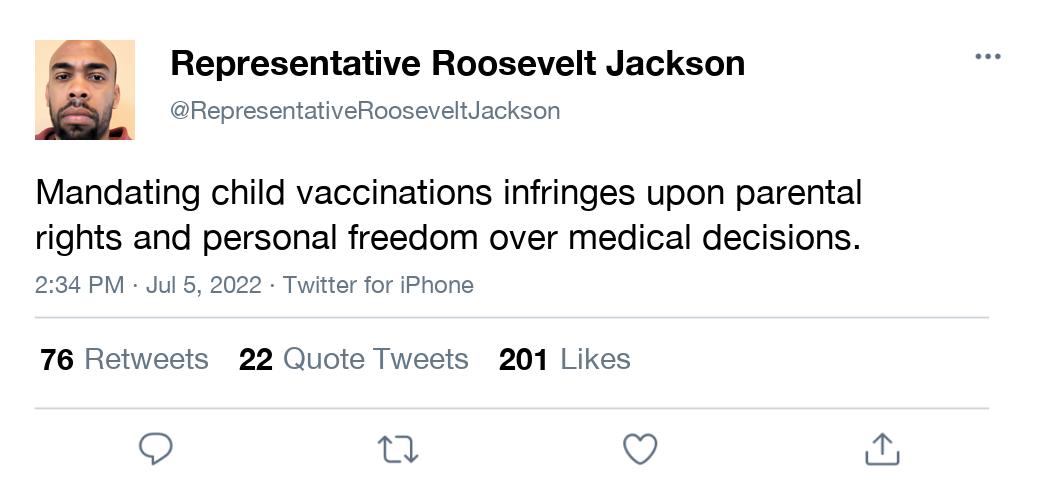 Representative Roosevelt Jackson
@RepresentativeRooseveltJackson
Mandating child vaccinations infringes upon parental
rights and personal freedom over medical decisions.
2:34 PM · Jul 5, 2022 · Twitter for iPhone
76 Retweets 22 Quote Tweets 201 Likes